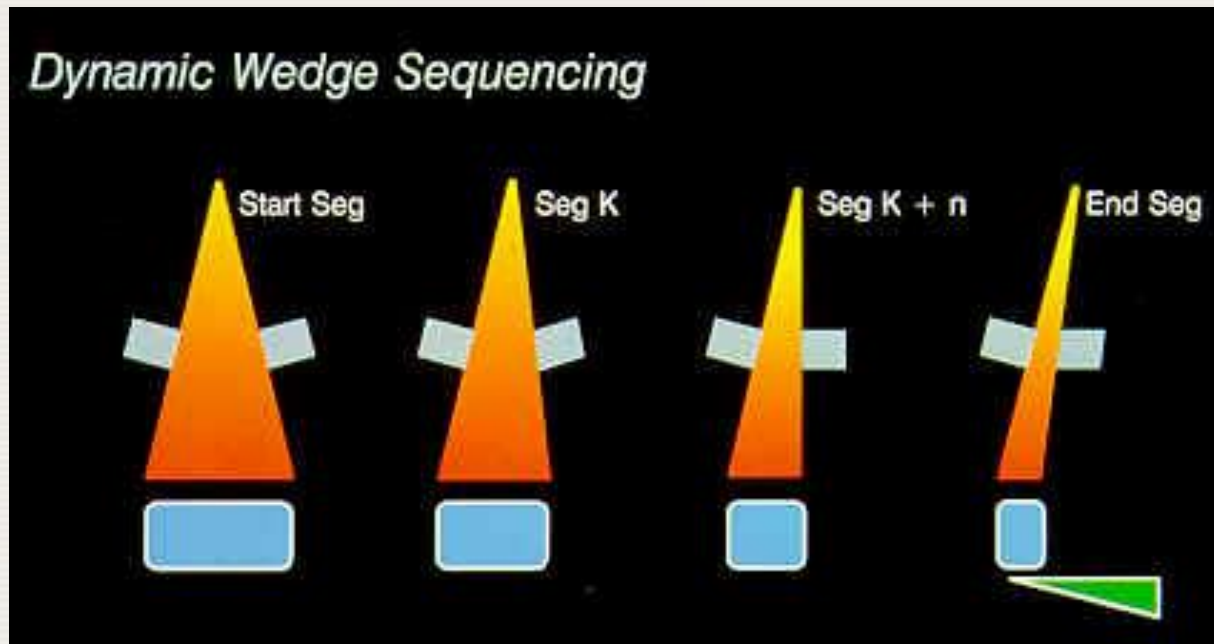 Dynamic Wedge Sequencing
Start Seg
Seg K
Seg K + n
End Seg